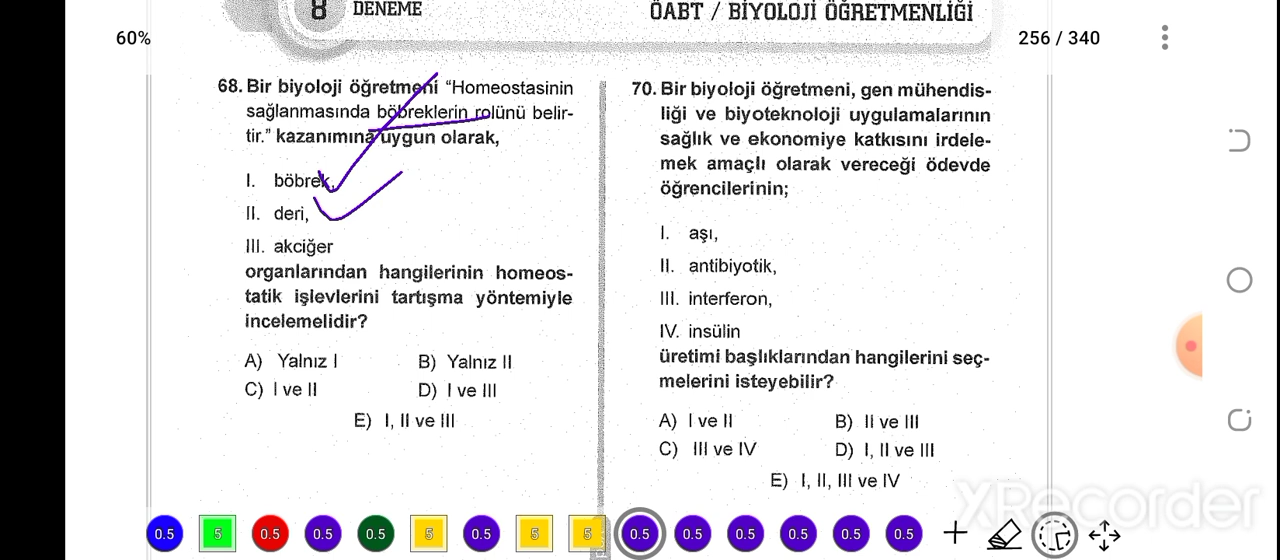 8 DENEME
ÖABT / BİYOLOJİ ÖĞRETMENLİĞİ
60%
256 / 340
68. Bir biyoloji öğretmeni “Homeostasinin
sağlanmasında böbreklerin rolünü belir-
tir.” kazanımına uygun olarak,
I. böbrek,
II. deri,
III. akciğer
organlarından hangilerinin homeos-
tatik işlevlerini tartışma yöntemiyle
incelemelidir?
A) Yalnız I
B) Yalnız II
C) I ve II
D) I ve III
E) I, II ve III
70. Bir biyoloji öğretmeni, gen mühendis-
liği ve biyoteknoloji uygulamalarının
sağlık ve ekonomiye katkısını irdele-
mek amaçlı olarak vereceği ödevde
öğrencilerinin;
I. aşı,
II. antibiyotik,
III. interferon,
IV. insülin
üretimi başlıklarından hangilerini seç-
melerini isteyebilir?
A) I ve II
B) II ve III
C) III ve IV
D) I, II ve III
E) I, II, III ve IV
XRecorder
0.5 5 0.5 0.5 0.5 5 0.5 5 5 0.5 0.5 0.5 0.5 0.5 0.5